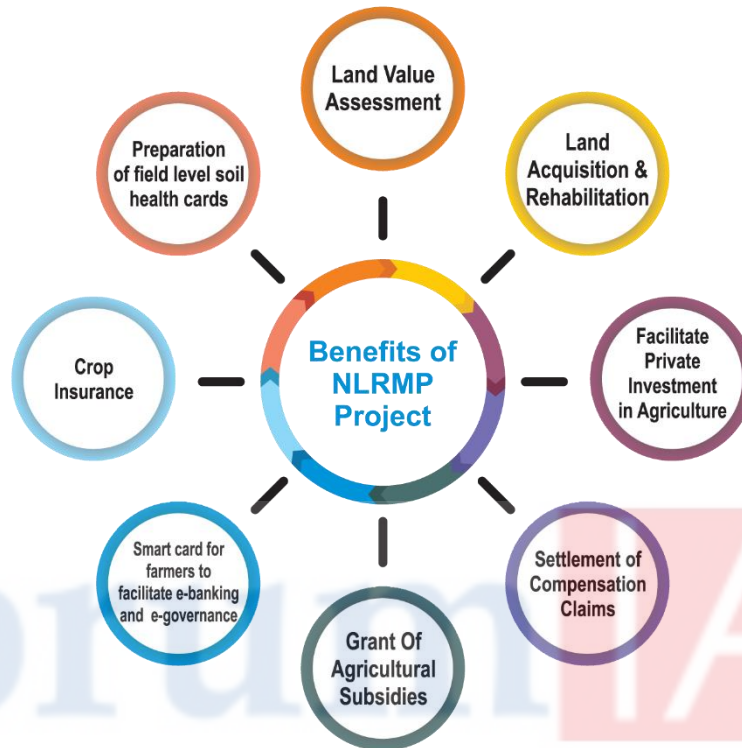 Land Value
Assessment
Land
Acquisition &
Rehabilitation
Facilitate
Private
Investment
in Agriculture
Settlement of
Compensation
Claims
Grant Of
Agricultural
Subsidies
Smart card for
farmers to
facilitate e-banking
and e-governance
Crop
Insurance
Preparation
of field level soil
health cards
Benefits of
NLRMP
Project
orum
IA